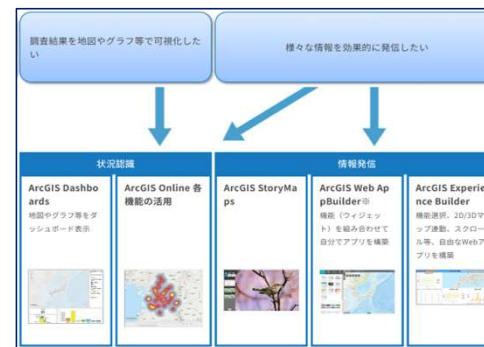 調査結果を地図やグラフ等で可視化した
い
様々な情報を効果的に発信したい
状況認識
情報発信
ArcGIS Dashbo
ards
地図やグラフ等をダ
ッシュボード表示
ArcGIS Online 各
機能の活用
ArcGIS StoryMa
ps
ArcGIS Web Ap
pBuilder※
機能（ウィジェッ
ト）を組み合わせて
自分でアプリを構築
ArcGIS Experie
nce Builder
機能選択、2D/3Dマ
ップ連動、スクロー
ル等、自由なWebア
プリを構築